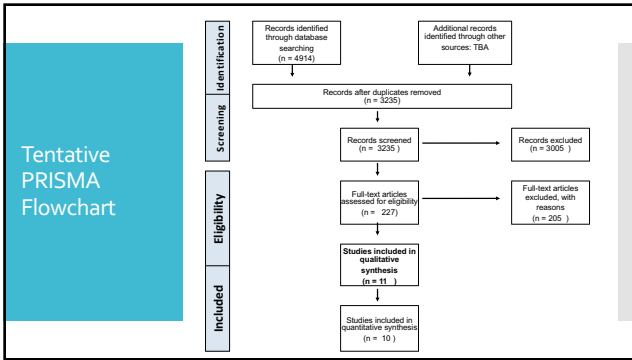 Tentative
PRISMA
Flowchart
Identification
Screening
Eligibility
Included
Records identified
through database
searching
(n = 4914)
Additional records
identified through other
sources: TBA
Records after duplicates removed
(n = 3235)
Records screened
(n = 3235 )
Records excluded
(n = 3005 )
Full-text articles
assessed for eligibility
(n = 227)
Full-text articles
excluded, with
reasons
(n = 205 )
Studies included in
qualitative
synthesis
(n = 11 )
Studies included in
quantitative synthesis
(n = 10 )